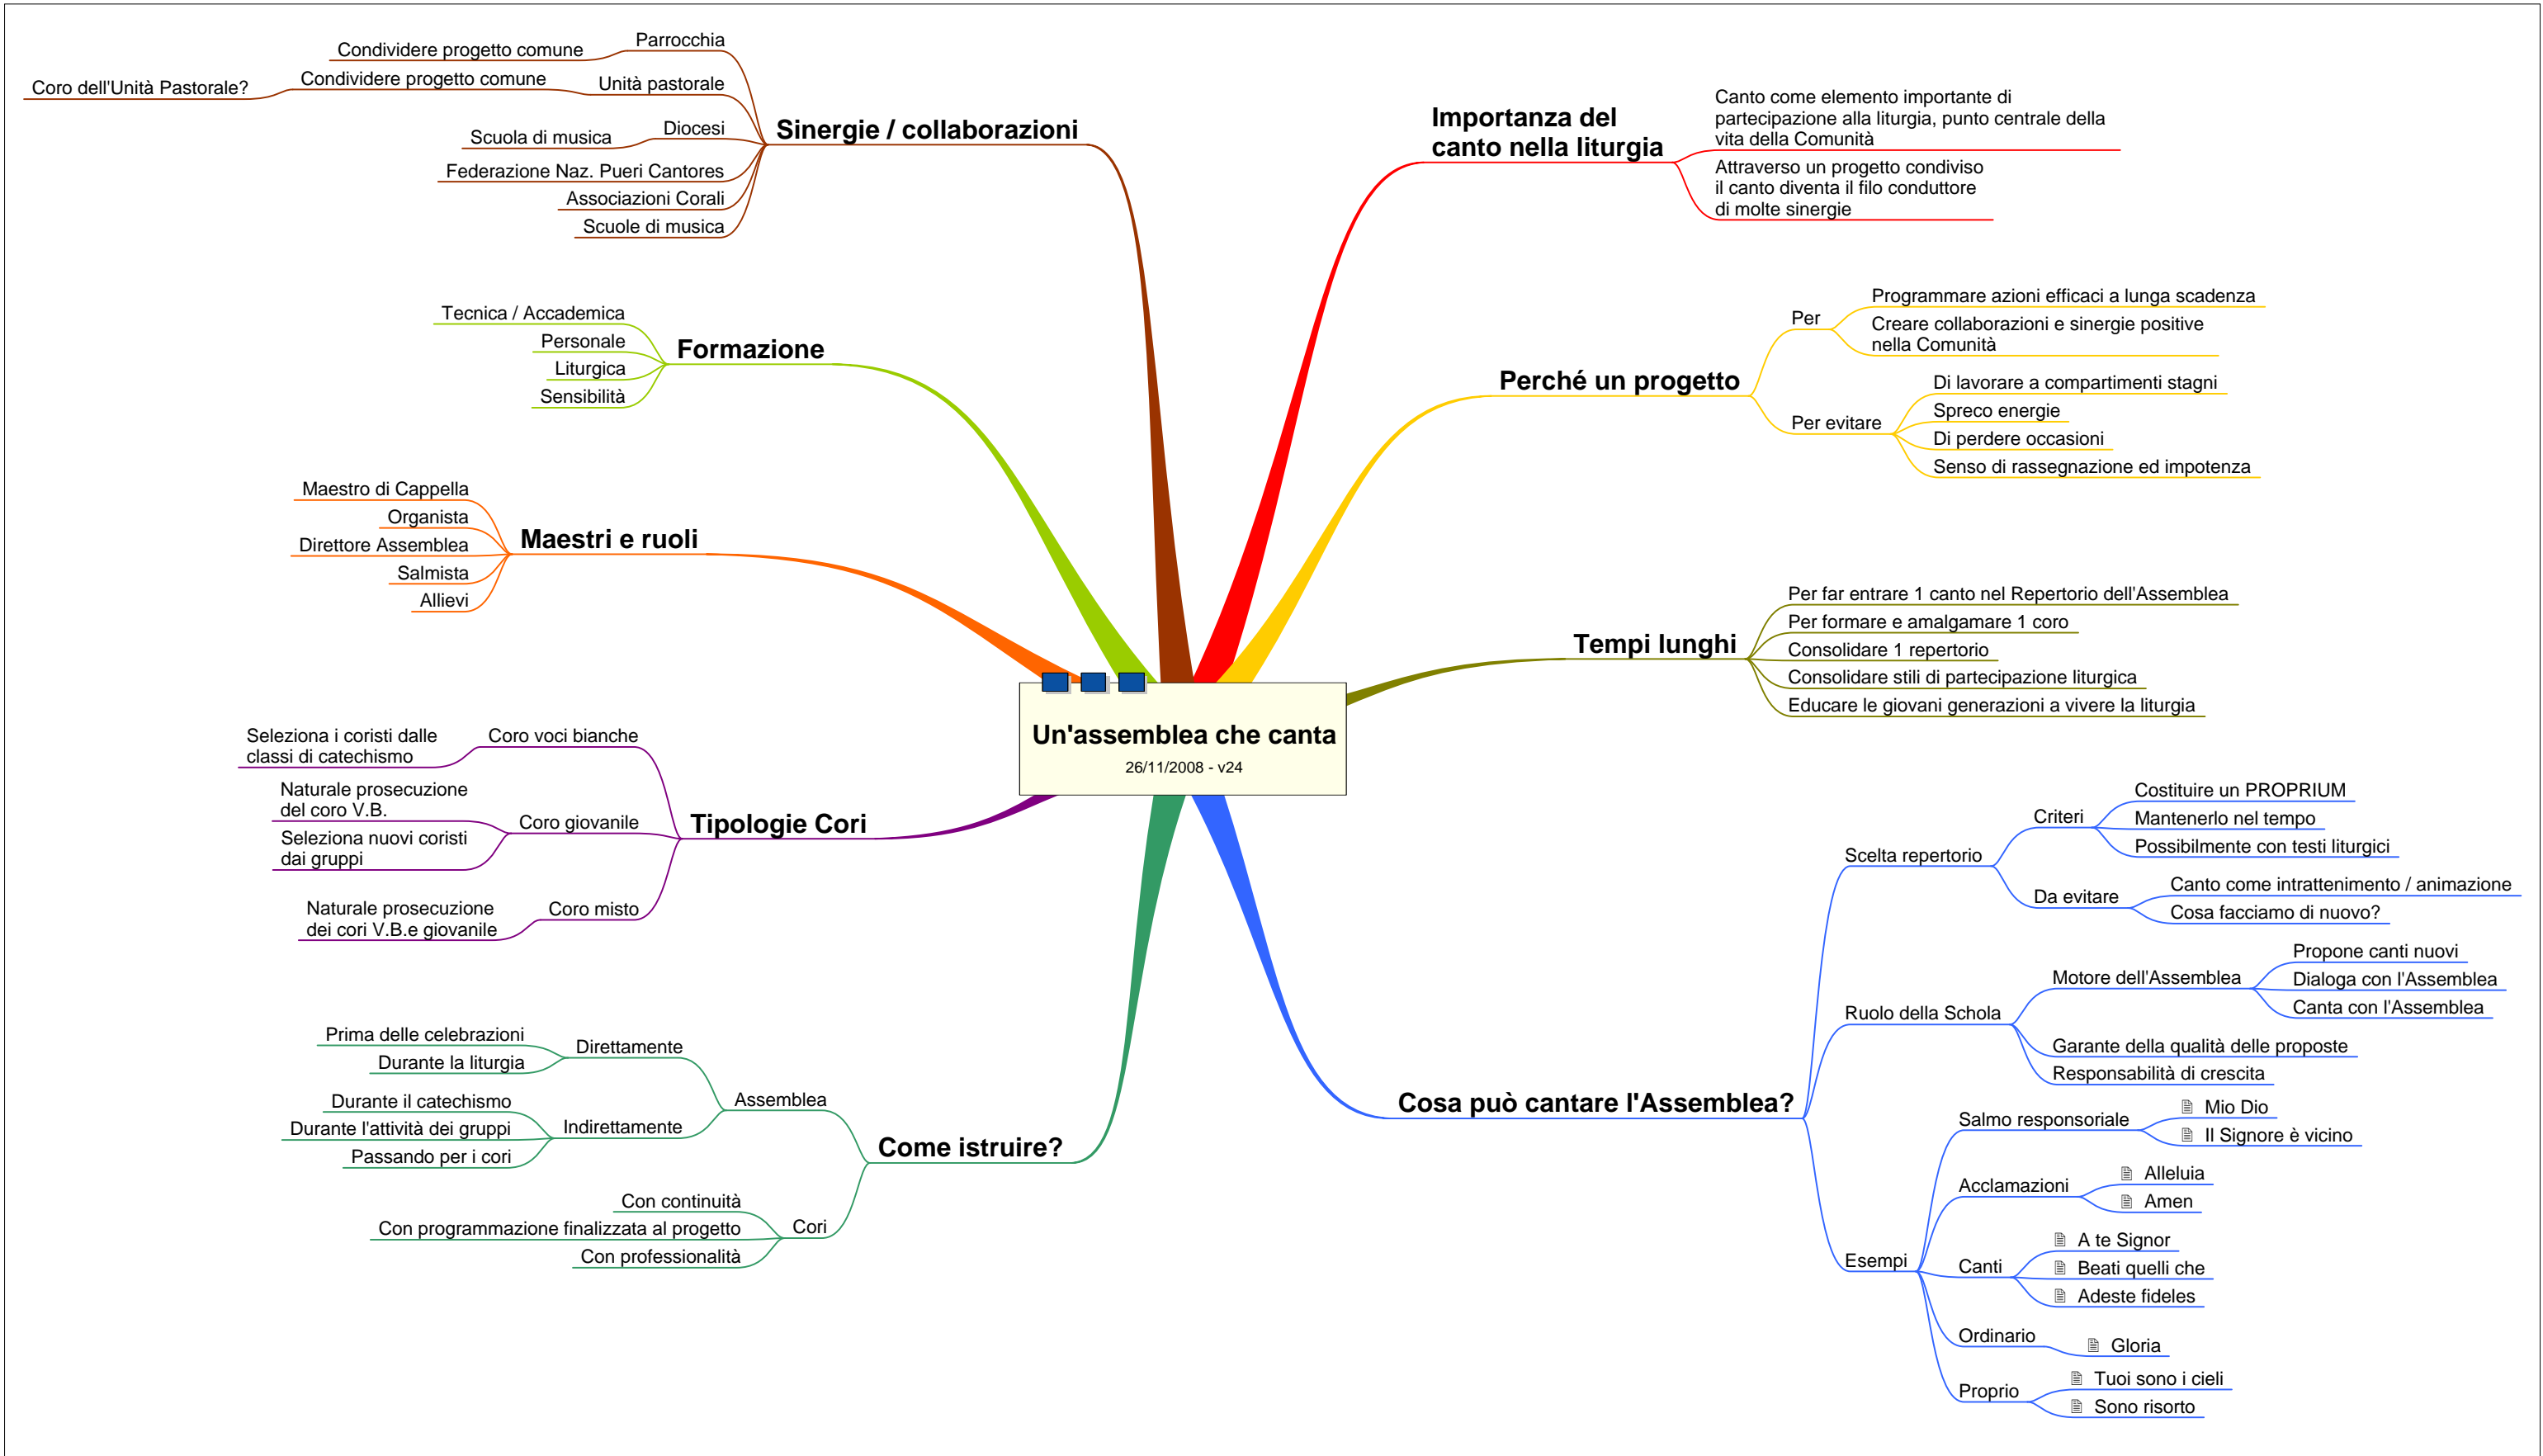 Un'assemblea che canta
26/11/2008 - v24
Importanza del
canto nella liturgia
Canto come elemento importante di
partecipazione alla liturgia, punto centrale della
vita della Comunità
Attraverso un progetto condiviso
il canto diventa il filo conduttore
di molte sinergie
Perché un progetto
Per
Programmare azioni efficaci a lunga scadenza
Creare collaborazioni e sinergie positive
nella Comunità
Per evitare
Di lavorare a compartimenti stagni
Spreco energie
Di perdere occasioni
Senso di rassegnazione ed impotenza
Tempi lunghi
Per far entrare 1 canto nel Repertorio dell'Assemblea
Per formare e amalgamare 1 coro
Consolidare 1 repertorio
Consolidare stili di partecipazione liturgica
Educare le giovani generazioni a vivere la liturgia
Cosa può cantare l'Assemblea?
Scelta repertorio
Criteri
Costituire un PROPRIUM
Mantenerlo nel tempo
Possibilmente con testi liturgici
Da evitare
Canto come intrattenimento / animazione
Cosa facciamo di nuovo?
Ruolo della Schola
Motore dell'Assemblea
Propone canti nuovi
Dialoga con l'Assemblea
Canta con l'Assemblea
Garante della qualità delle proposte
Responsabilità di crescita
Esempi
Salmo responsoriale
Mio Dio
Il Signore è vicino
Acclamazioni
Alleluia
Amen
Canti
A te Signor
Beati quelli che
Adeste fideles
Ordinario
Gloria
Proprio
Tuoi sono i cieli
Sono risorto
Sinergie / collaborazioni
Parrocchia
Condividere progetto comune
Unità pastorale
Condividere progetto comune
Coro dell'Unità Pastorale?
Diocesi
Scuola di musica
Federazione Naz. Pueri Cantores
Associazioni Corali
Scuole di musica
Formazione
Tecnica / Accademica
Personale
Liturgica
Sensibilità
Maestri e ruoli
Maestro di Cappella
Organista
Direttore Assemblea
Salmista
Allievi
Tipologie Cori
Coro voci bianche
Seleziona i coristi dalle
classi di catechismo
Coro giovanile
Naturale prosecuzione
del coro V.B.
Seleziona nuovi coristi
dai gruppi
Coro misto
Naturale prosecuzione
dei cori V.B.e giovanile
Come istruire?
Assemblea
Direttamente
Prima delle celebrazioni
Durante la liturgia
Indirettamente
Durante il catechismo
Durante l'attività dei gruppi
Passando per i cori
Cori
Con continuità
Con programmazione finalizzata al progetto
Con professionalità